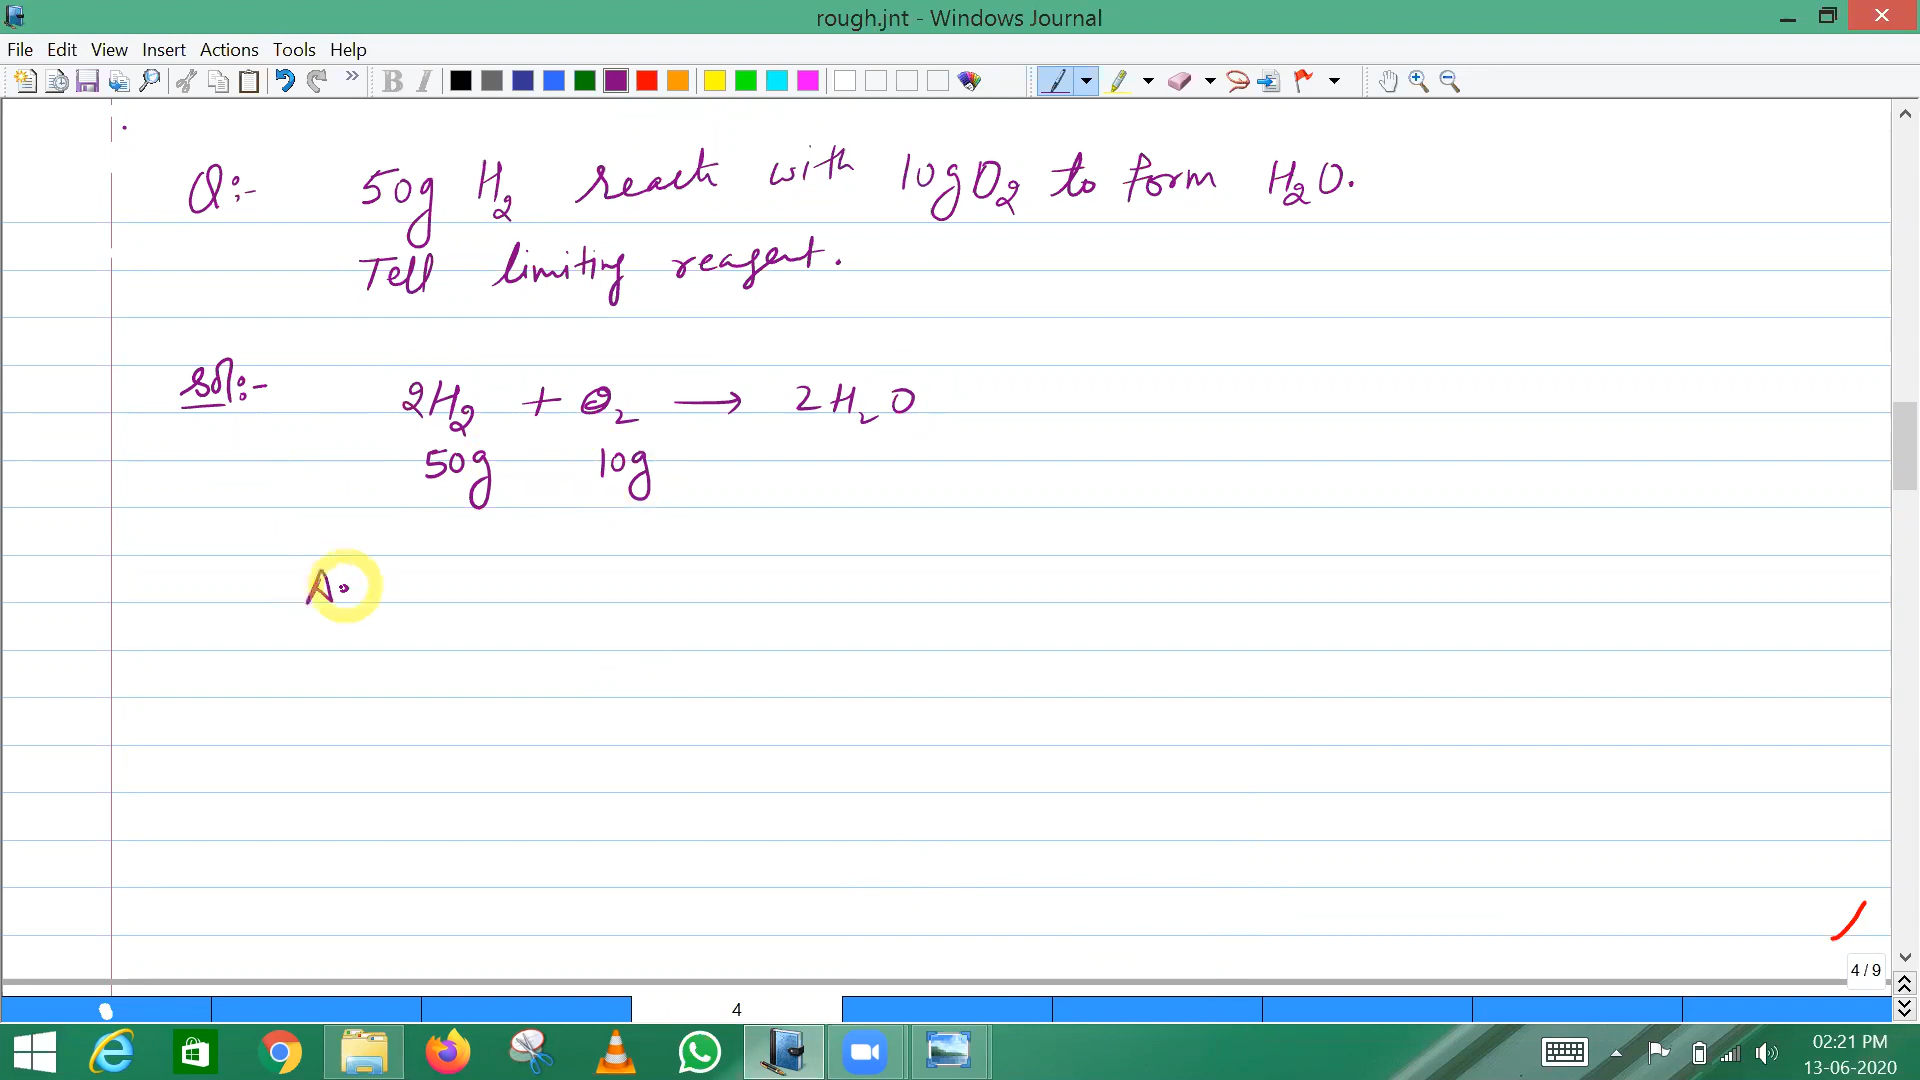 rough.jnt - Windows Journal
File Edit View Insert Actions Tools Help
B I
Q:- 50g H₂ react with 10g O₂ to form H₂O.
Tell limiting reagent.
Sol:- 2H₂ + O₂ → 2H₂O
50g 10g
A
4 / 9
4
02:21 PM
13-06-2020